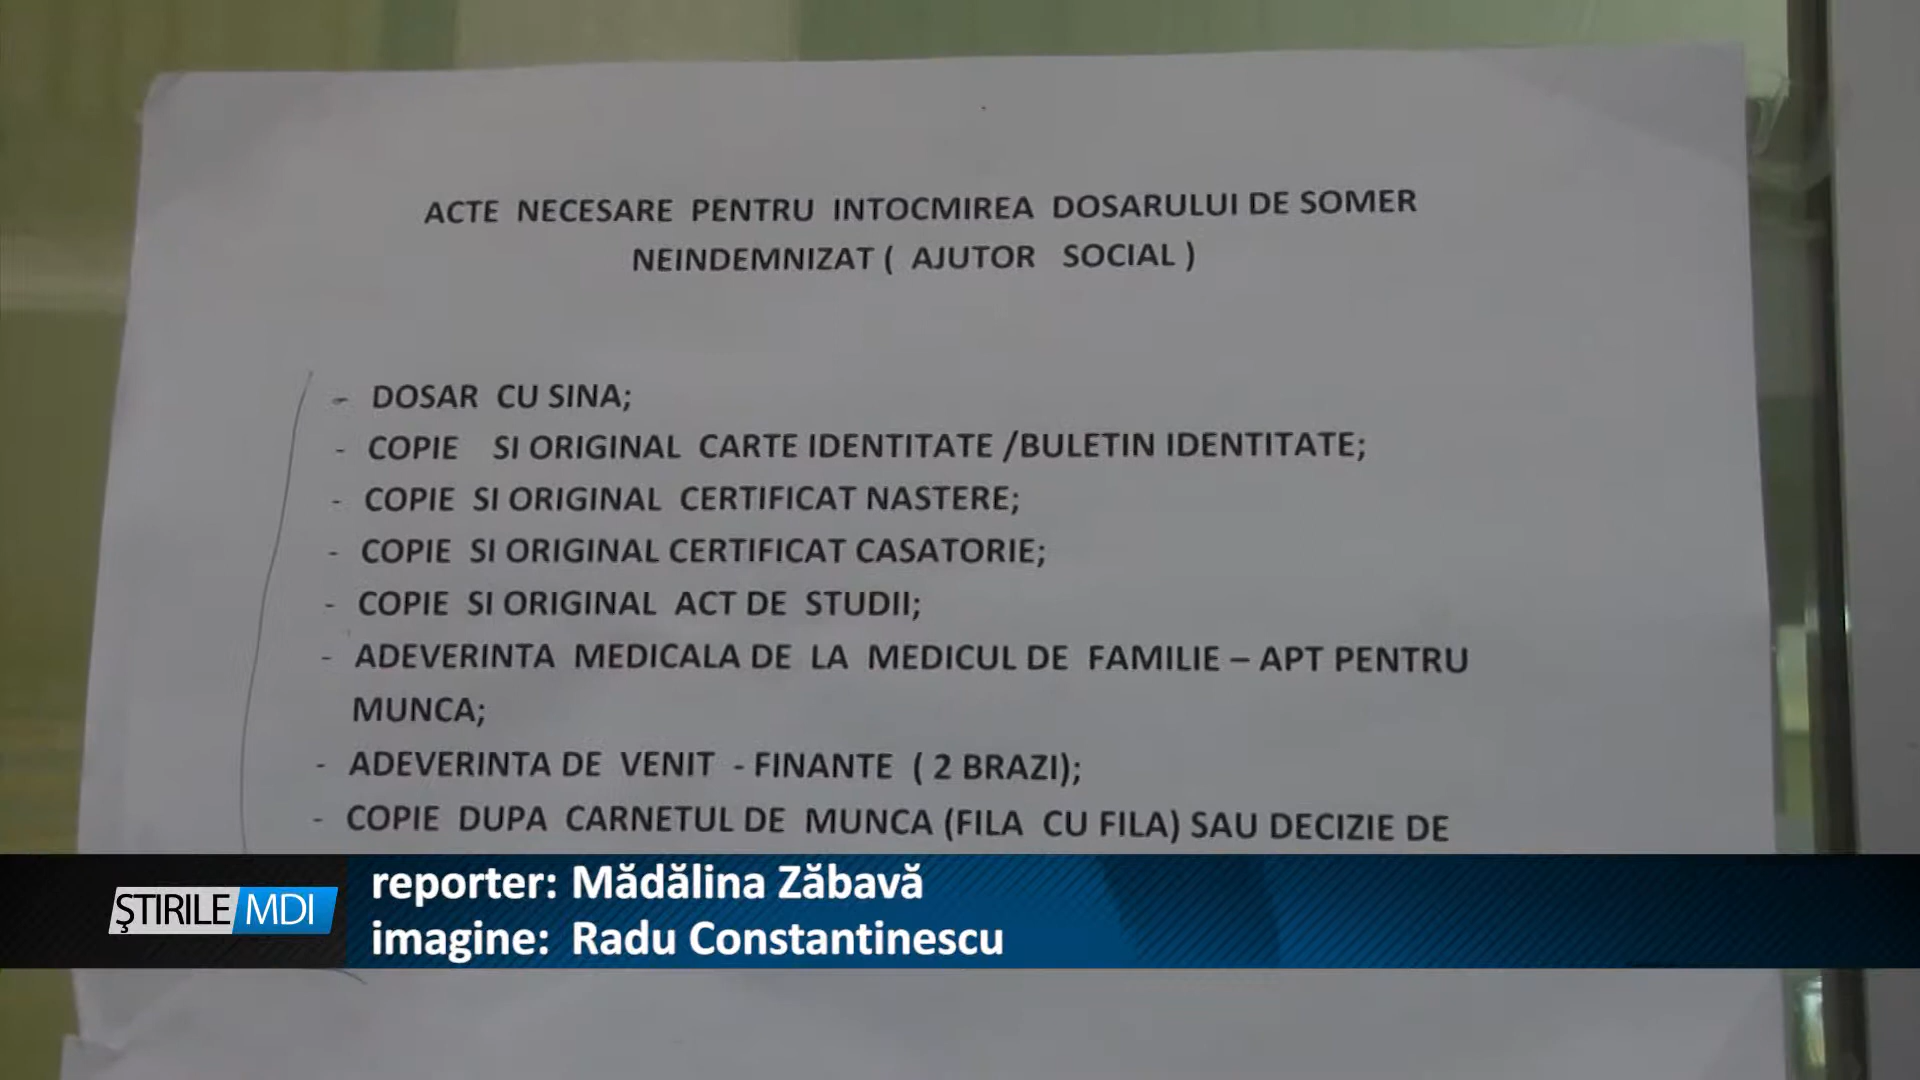 ACTE NECESARE PENTRU INTOCMIREA DOSARULUI DE SOMER
NEINDEMNIZAT ( AJUTOR SOCIAL )
- DOSAR CU SINA;
- COPIE SI ORIGINAL CARTE IDENTITATE /BULETIN IDENTITATE;
- COPIE SI ORIGINAL CERTIFICAT NASTERE;
- COPIE SI ORIGINAL CERTIFICAT CASATORIE;
- COPIE SI ORIGINAL ACT DE STUDII;
- ADEVERINTA MEDICALA DE LA MEDICUL DE FAMILIE – APT PENTRU
MUNCA;
- ADEVERINTA DE VENIT - FINANTE ( 2 BRAZI);
- COPIE DUPA CARNETUL DE MUNCA (FILA CU FILA) SAU DECIZIE DE
ŞTIRILE MDI
reporter: Mădălina Zăbavă
imagine: Radu Constantinescu